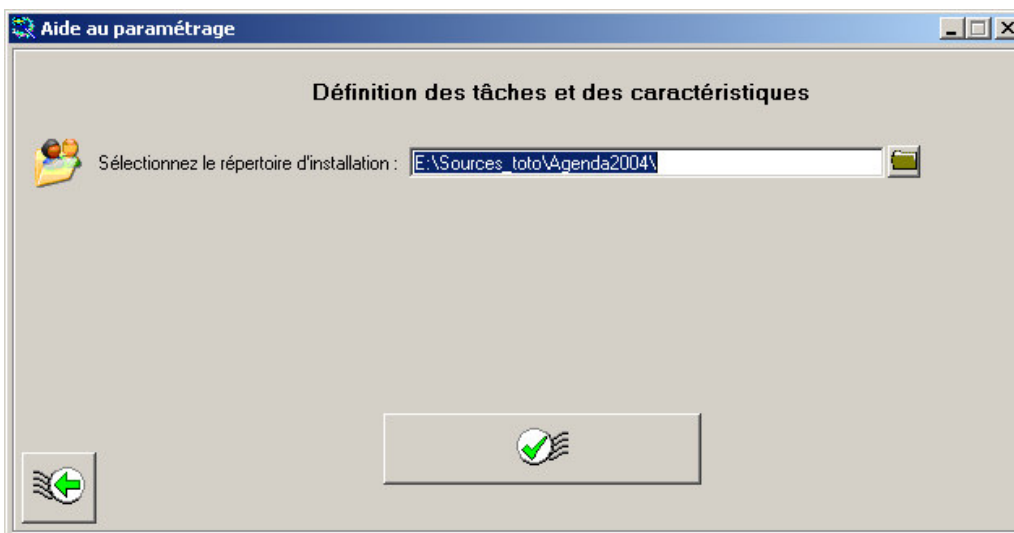 Aide au paramétrage
Définition des tâches et des caractéristiques
Sélectionnez le répertoire d'installation : E:\Sources_toto\Agenda2004\